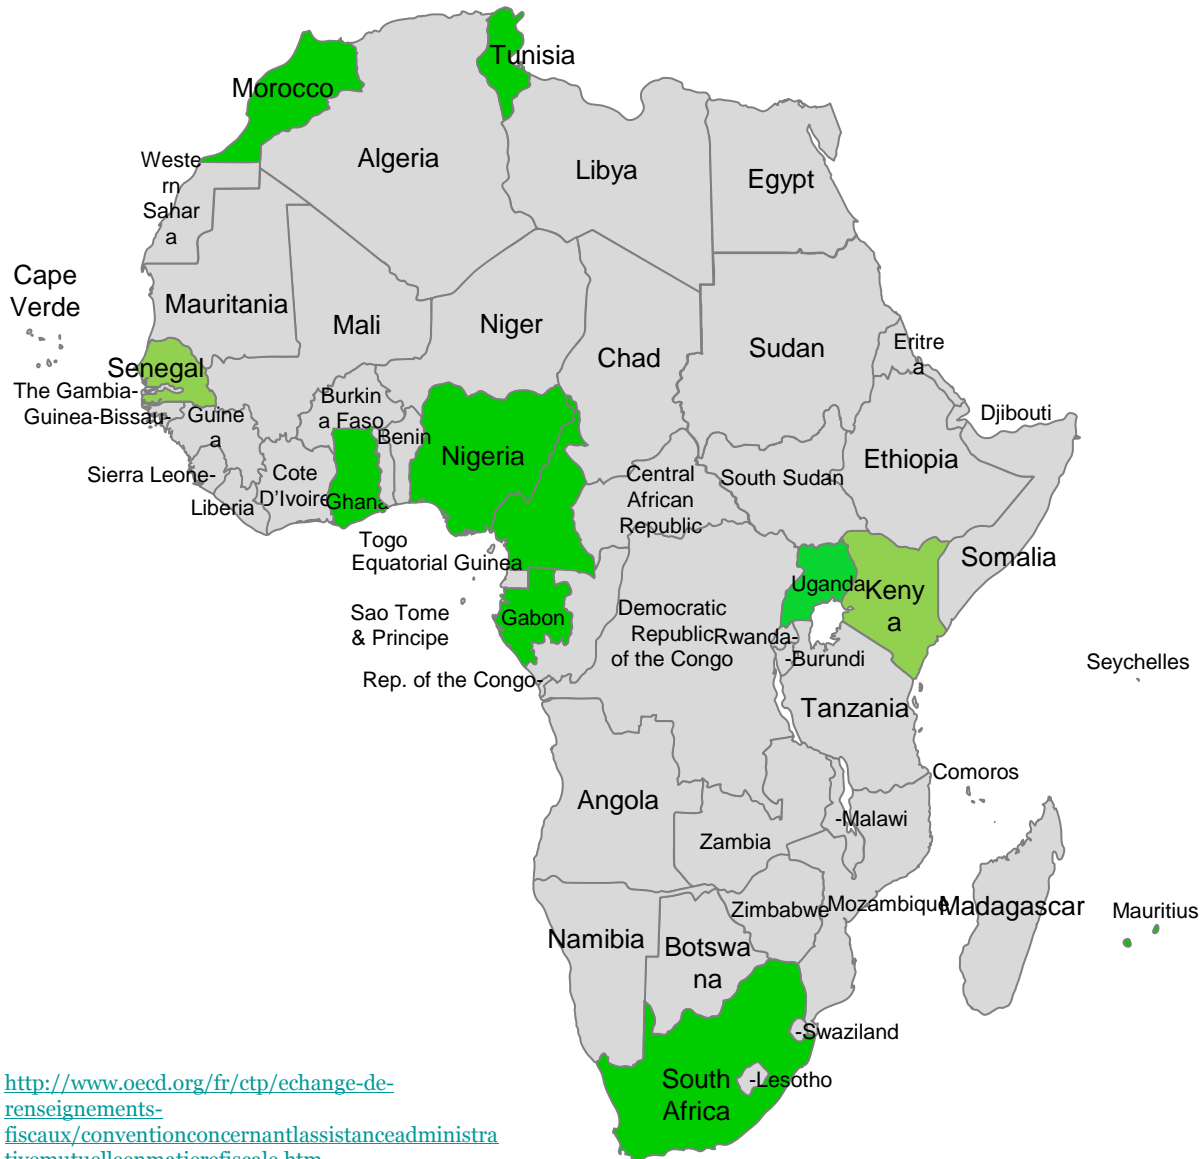 Tunisia
Morocco
Algeria
Libya
Egypt
Weste
rn
Sahar
a
Cape
Verde
Mauritania
Mali
Niger
Chad
Sudan
Eritre
a
Senegal
The Gambia-
Guinea-Bissau-
Guine
a
Burkin
a Faso
Benin
Djibouti
Nigeria
Ethiopia
Sierra Leone-
Cote
D’Ivoire
Ghana
Central
African
Republic
South Sudan
Liberia
Togo
Equatorial Guinea
Somalia
Uganda
Keny
a
Sao Tome
& Principe
Gabon
Democratic
Republic
of the Congo
Rwanda-
-Burundi
Seychelles
Rep. of the Congo-
Tanzania
Comoros
Angola
-Malawi
Zambia
Zimbabwe
Mozambique
Madagascar
Mauritius
Namibia
Botswa
na
-Swaziland
South
Africa
-Lesotho
http://www.oecd.org/fr/ctp/echange-de-
renseignements-
fiscaux/conventionconcernantlassistanceadministra
tivemutuelleenmatierefiscale.htm